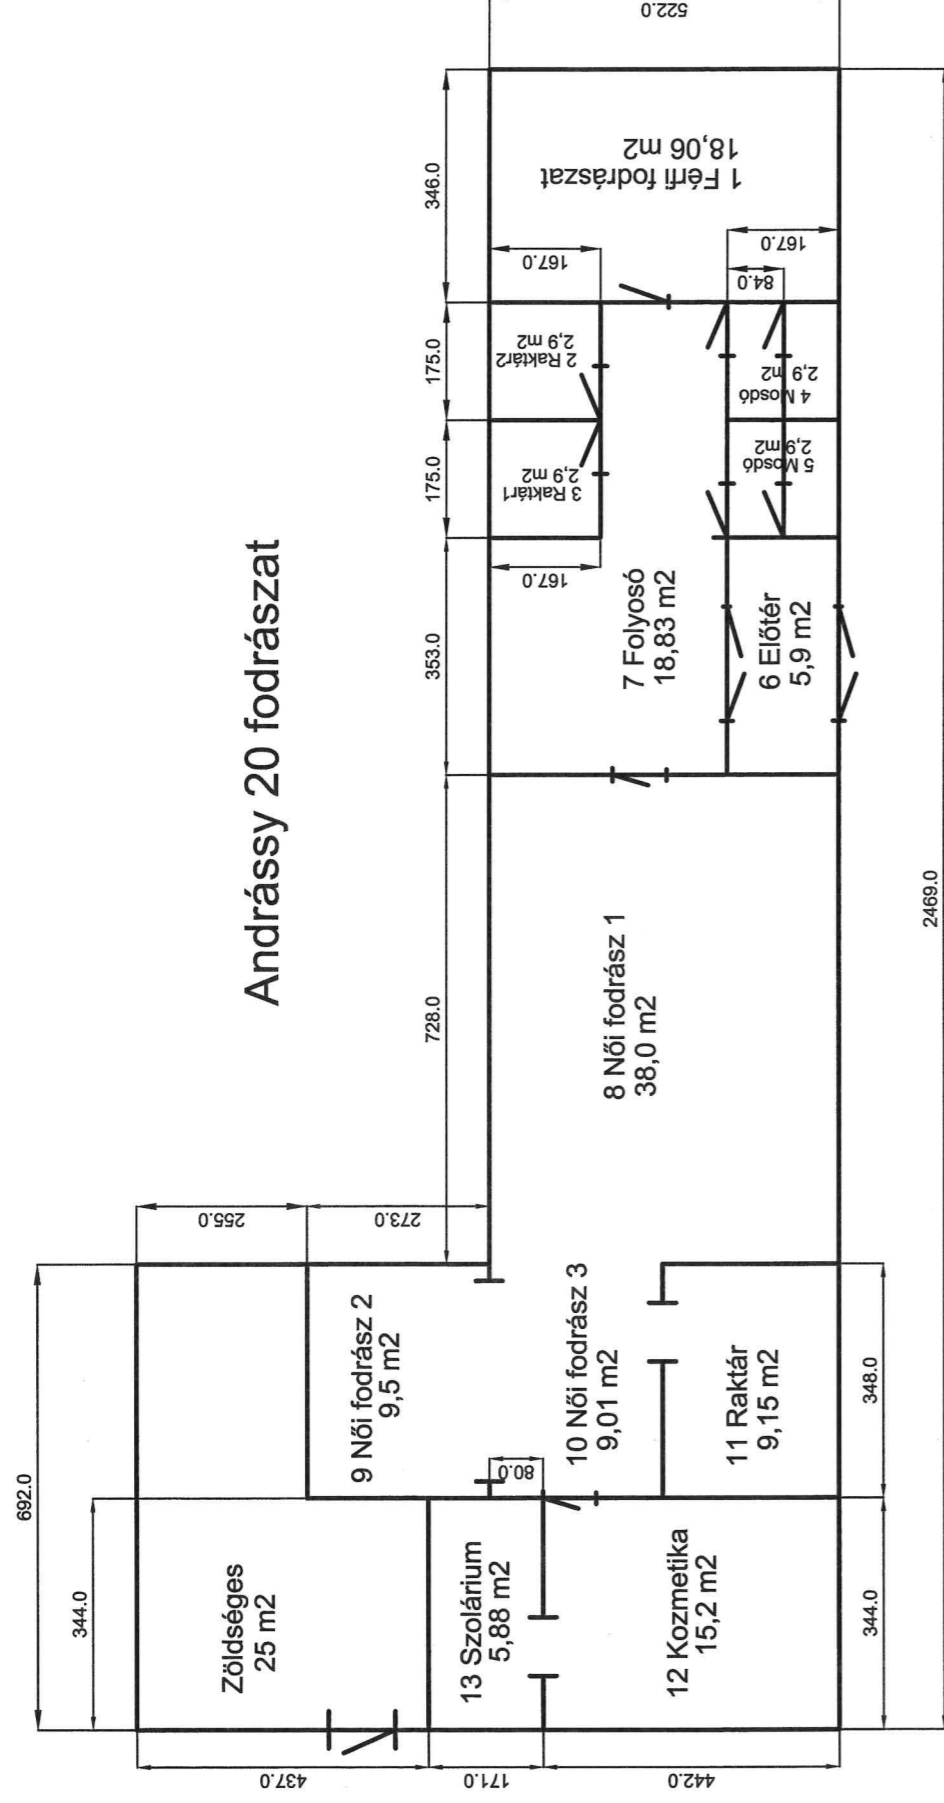 Andrássy 20 fodrászat
522.0
346.0
1 Férfi fodrászat
18,06 m2
167.0
167.0
84.0
175.0
2 Raktár2
2,9 m2
4 Mosdó
2,9 m2
175.0
3 Raktár1
2,9 m2
5 Mosdó
2,9 m2
167.0
353.0
7 Folyosó
18,83 m2
6 Előtér
5,9 m2
728.0
8 Női fodrász 1
38,0 m2
2469.0
255.0
273.0
692.0
9 Női fodrász 2
9,5 m2
10 Női fodrász 3
9,01 m2
80.0
11 Raktár
9,15 m2
348.0
344.0
Zöldséges
25 m2
13 Szolárium
5,88 m2
12 Kozmetika
15,2 m2
344.0
437.0
171.0
442.0